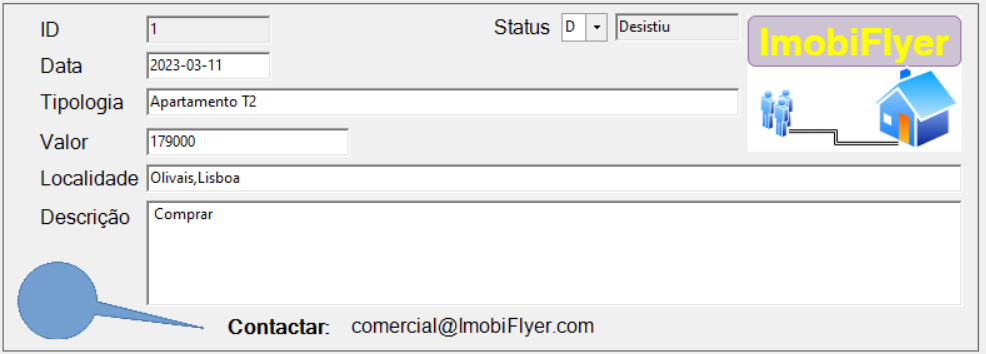 ID 1 Status D Desistiu
ImobiFlyer
Data 2023-03-11
Tipologia Apartamento T2
Valor 179000
Localidade Olivais,Lisboa
Descrição Comprar
Contactar: comercial@ImobiFlyer.com